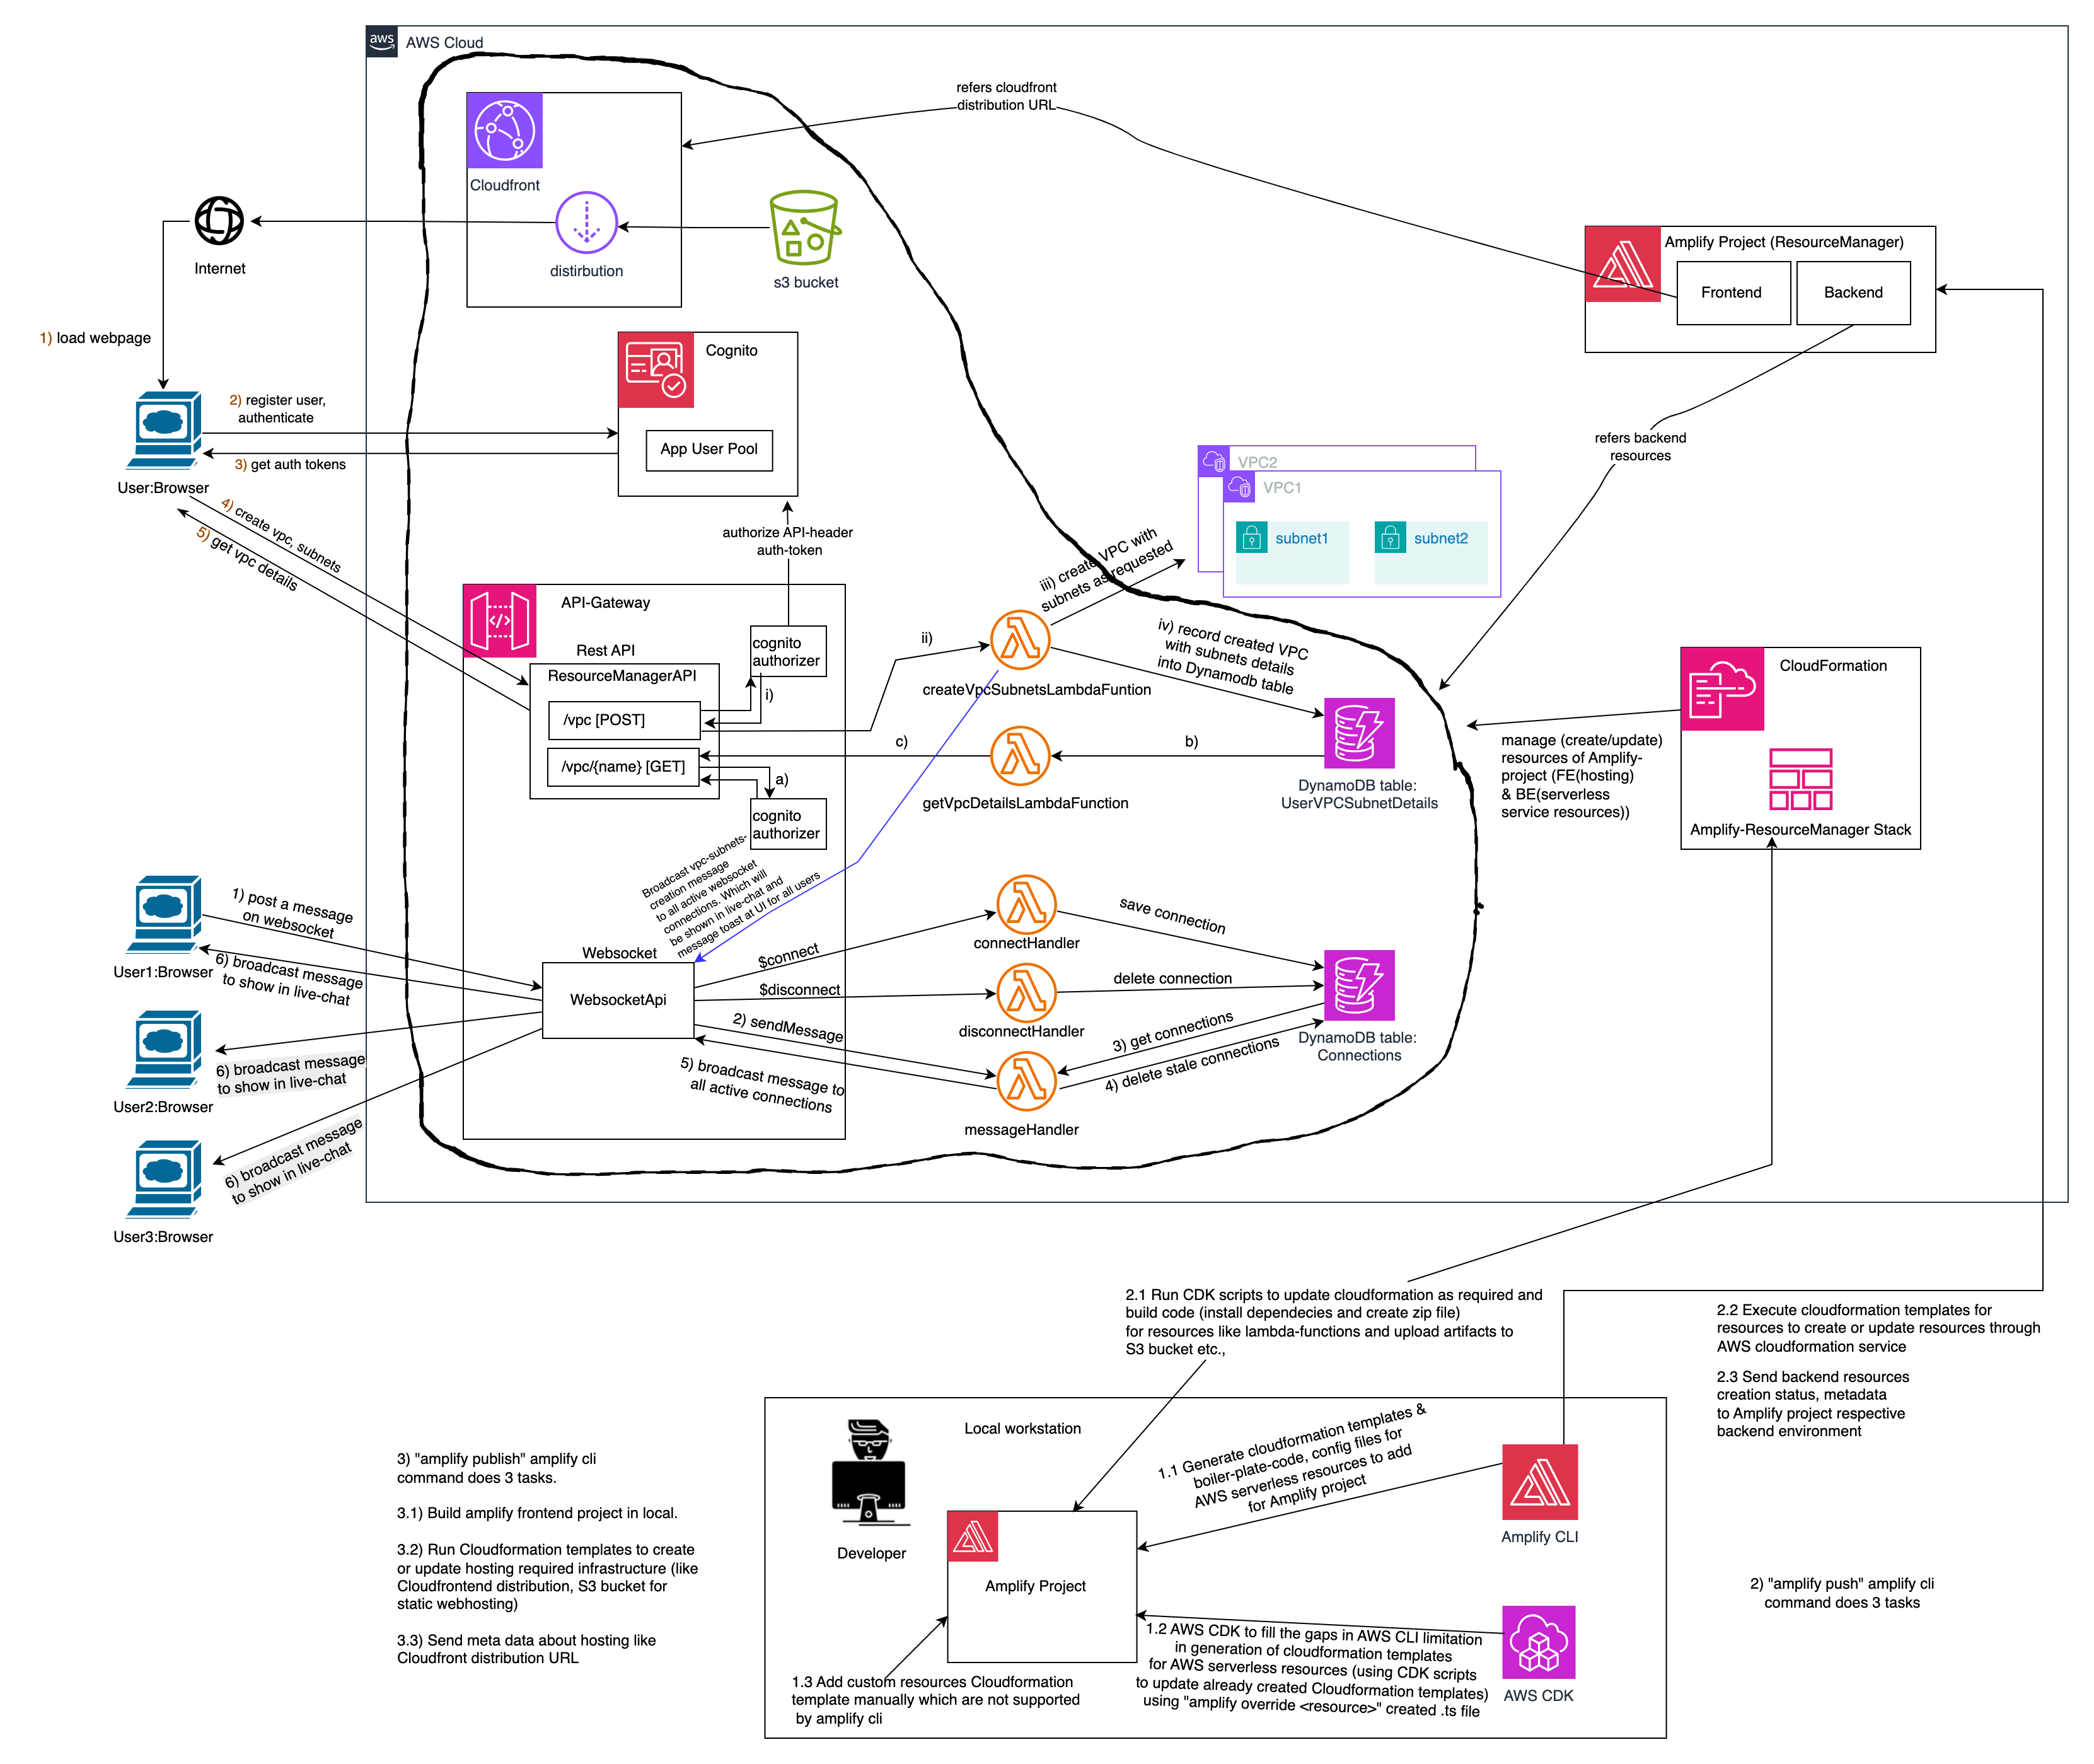 aws
AWS Cloud
refers cloudfront
distribution URL
Cloudfront
distirbution
s3 bucket
Internet
1) load webpage
Amplify Project (ResourceManager)
Frontend
Backend
Cognito
App User Pool
2) register user,
authenticate
3) get auth tokens
User:Browser
4) create vpc, subnets
5) get vpc details
refers backend
resources
VPC2
VPC1
subnet1
subnet2
authorize API-header
auth-token
iii) create VPC with
subnets as requested
API-Gateway
Rest API
ResourceManagerAPI
cognito
authorizer
i)
/vpc [POST]
/vpc/{name} [GET]
a)
cognito
authorizer
ii)
createVpcSubnetsLambdaFuntion
iv) record created VPC
with subnets details
into Dynamodb table
c)
b)
getVpcDetailsLambdaFunction
DynamoDB table:
UserVPCSubnetDetails
CloudFormation
Amplify-ResourceManager Stack
manage (create/update)
resources of Amplify-
project (FE(hosting)
& BE(serverless
service resources))
Broadcast vpc-subnets-
creation message
to all active websocket
connections. Which will
be shown in live-chat and
message toast at UI for all users
1) post a message
on websocket
User1:Browser
6) broadcast message
to show in live-chat
User2:Browser
6) broadcast message
to show in live-chat
User3:Browser
6) broadcast message
to show in live-chat
Websocket
WebsocketApi
$connect
$disconnect
2) sendMessage
5) broadcast message to
all active connections
connectHandler
disconnectHandler
messageHandler
save connection
delete connection
3) get connections
4) delete stale connections
DynamoDB table:
Connections
2.1 Run CDK scripts to update cloudformation as required and
build code (install dependecies and create zip file)
for resources like lambda-functions and upload artifacts to
S3 bucket etc.,
2.2 Execute cloudformation templates for
resources to create or update resources through
AWS cloudformation service
2.3 Send backend resources
creation status, metadata
to Amplify project respective
backend environment
Local workstation
Developer
Amplify Project
1.1 Generate cloudformation templates &
boiler-plate-code, config files for
AWS serverless resources to add
for Amplify project
Amplify CLI
1.2 AWS CDK to fill the gaps in AWS CLI limitation
in generation of cloudformation templates
for AWS serverless resources (using CDK scripts
to update already created Cloudformation templates)
using "amplify override <resource>" created .ts file
AWS CDK
1.3 Add custom resources Cloudformation
template manually which are not supported
by amplify cli
2) "amplify push" amplify cli
command does 3 tasks
3) "amplify publish" amplify cli
command does 3 tasks.
3.1) Build amplify frontend project in local.
3.2) Run Cloudformation templates to create
or update hosting required infrastructure (like
Cloudfrontend distribution, S3 bucket for
static webhosting)
3.3) Send meta data about hosting like
Cloudfront distribution URL